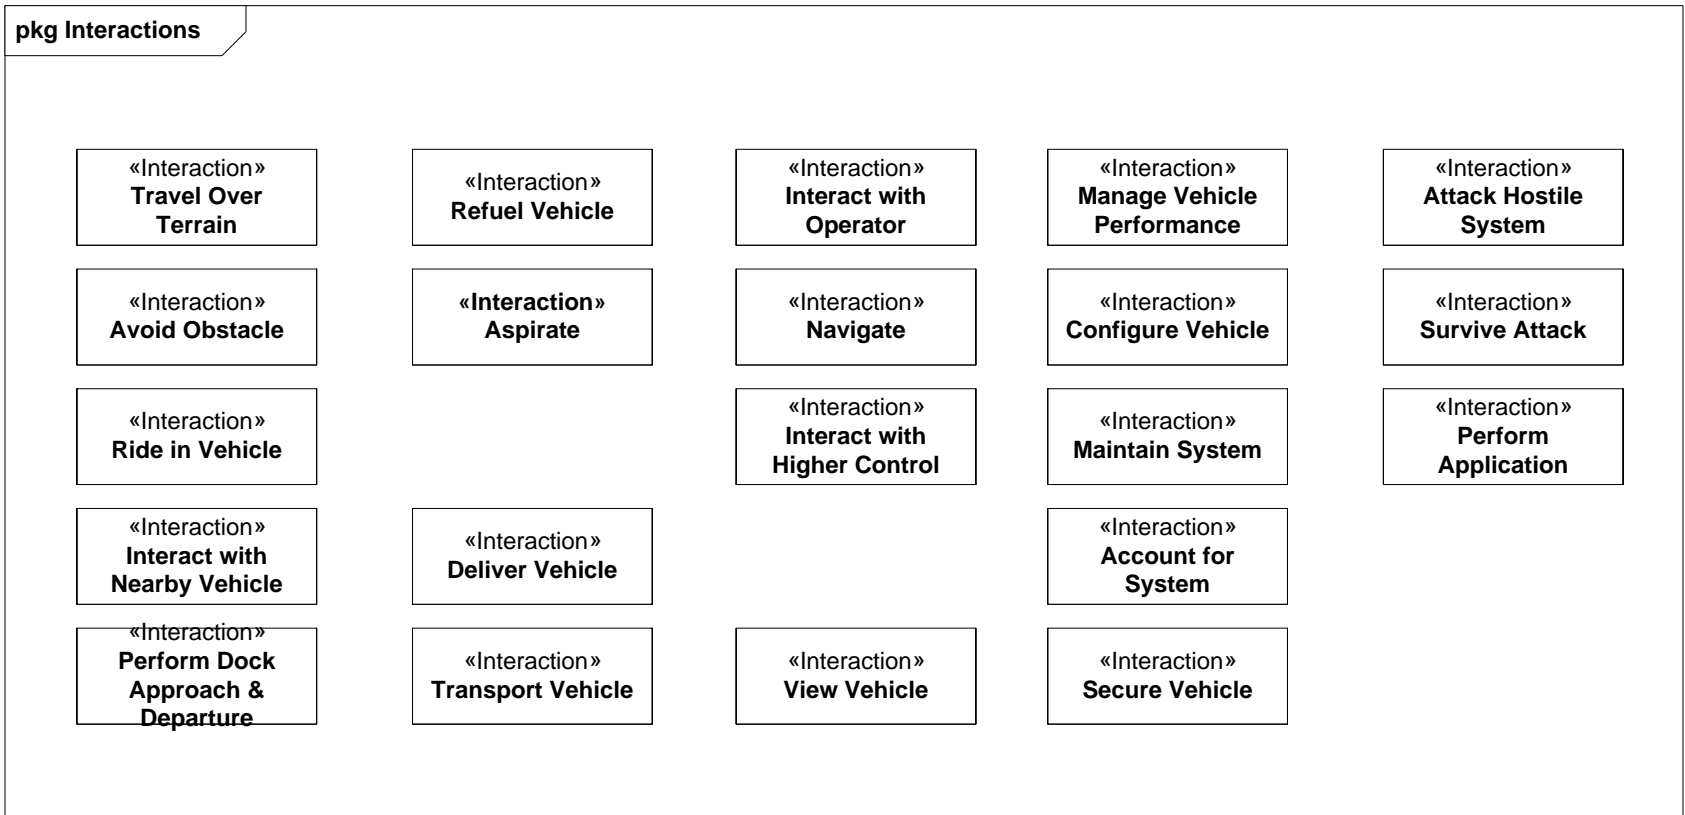 pkg Interactions
«Interaction»
Travel Over
Terrain
«Interaction»
Refuel Vehicle
«Interaction»
Interact with
Operator
«Interaction»
Manage Vehicle
Performance
«Interaction»
Attack Hostile
System
«Interaction»
Avoid Obstacle
«Interaction»
Aspirate
«Interaction»
Navigate
«Interaction»
Configure Vehicle
«Interaction»
Survive Attack
«Interaction»
Ride in Vehicle
«Interaction»
Interact with
Higher Control
«Interaction»
Maintain System
«Interaction»
Perform
Application
«Interaction»
Interact with
Nearby Vehicle
«Interaction»
Deliver Vehicle
«Interaction»
Account for
System
«Interaction»
Perform Dock
Approach &
Departure
«Interaction»
Transport Vehicle
«Interaction»
View Vehicle
«Interaction»
Secure Vehicle